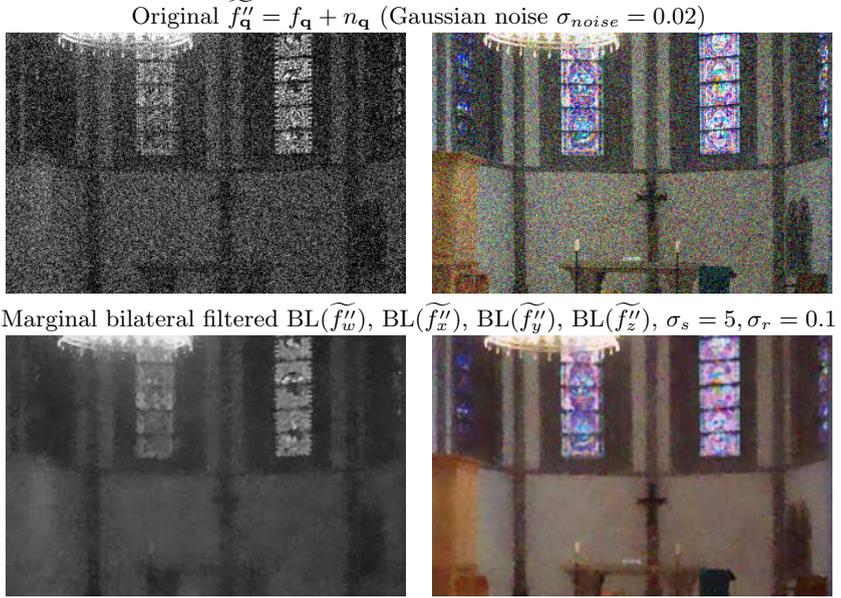 Original $\widetilde{f''_{\mathbf{q}}} = f_{\mathbf{q}} + n_{\mathbf{q}}$ (Gaussian noise $\sigma_{noise} = 0.02$)
Marginal bilateral filtered BL($\widetilde{f''_w}$), BL($\widetilde{f''_x}$), BL($\widetilde{f''_y}$), BL($\widetilde{f''_z}$), $\sigma_s = 5, \sigma_r = 0.1$